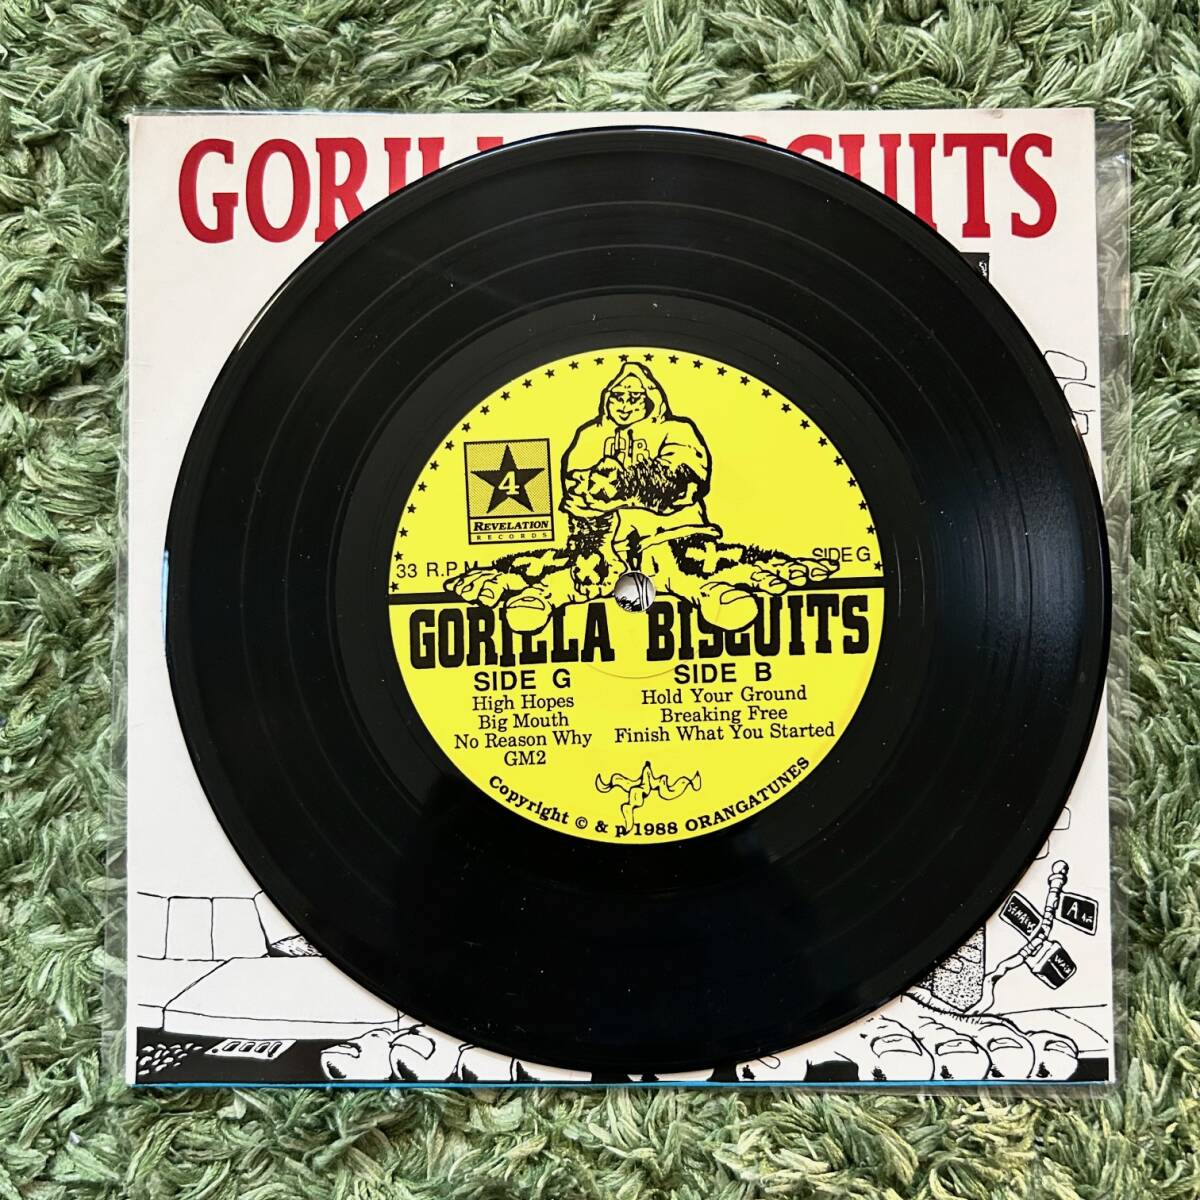 GORILLA BISCUITS
4
REVELATION
RECORDS
GB
33 R.P.M.
SIDE G
GORILLA BISCUITS
SIDE G
High Hopes
Big Mouth
No Reason Why
GM2
SIDE B
Hold Your Ground
Breaking Free
Finish What You Started
Copyright © & p 1988 ORANGATUNES
A